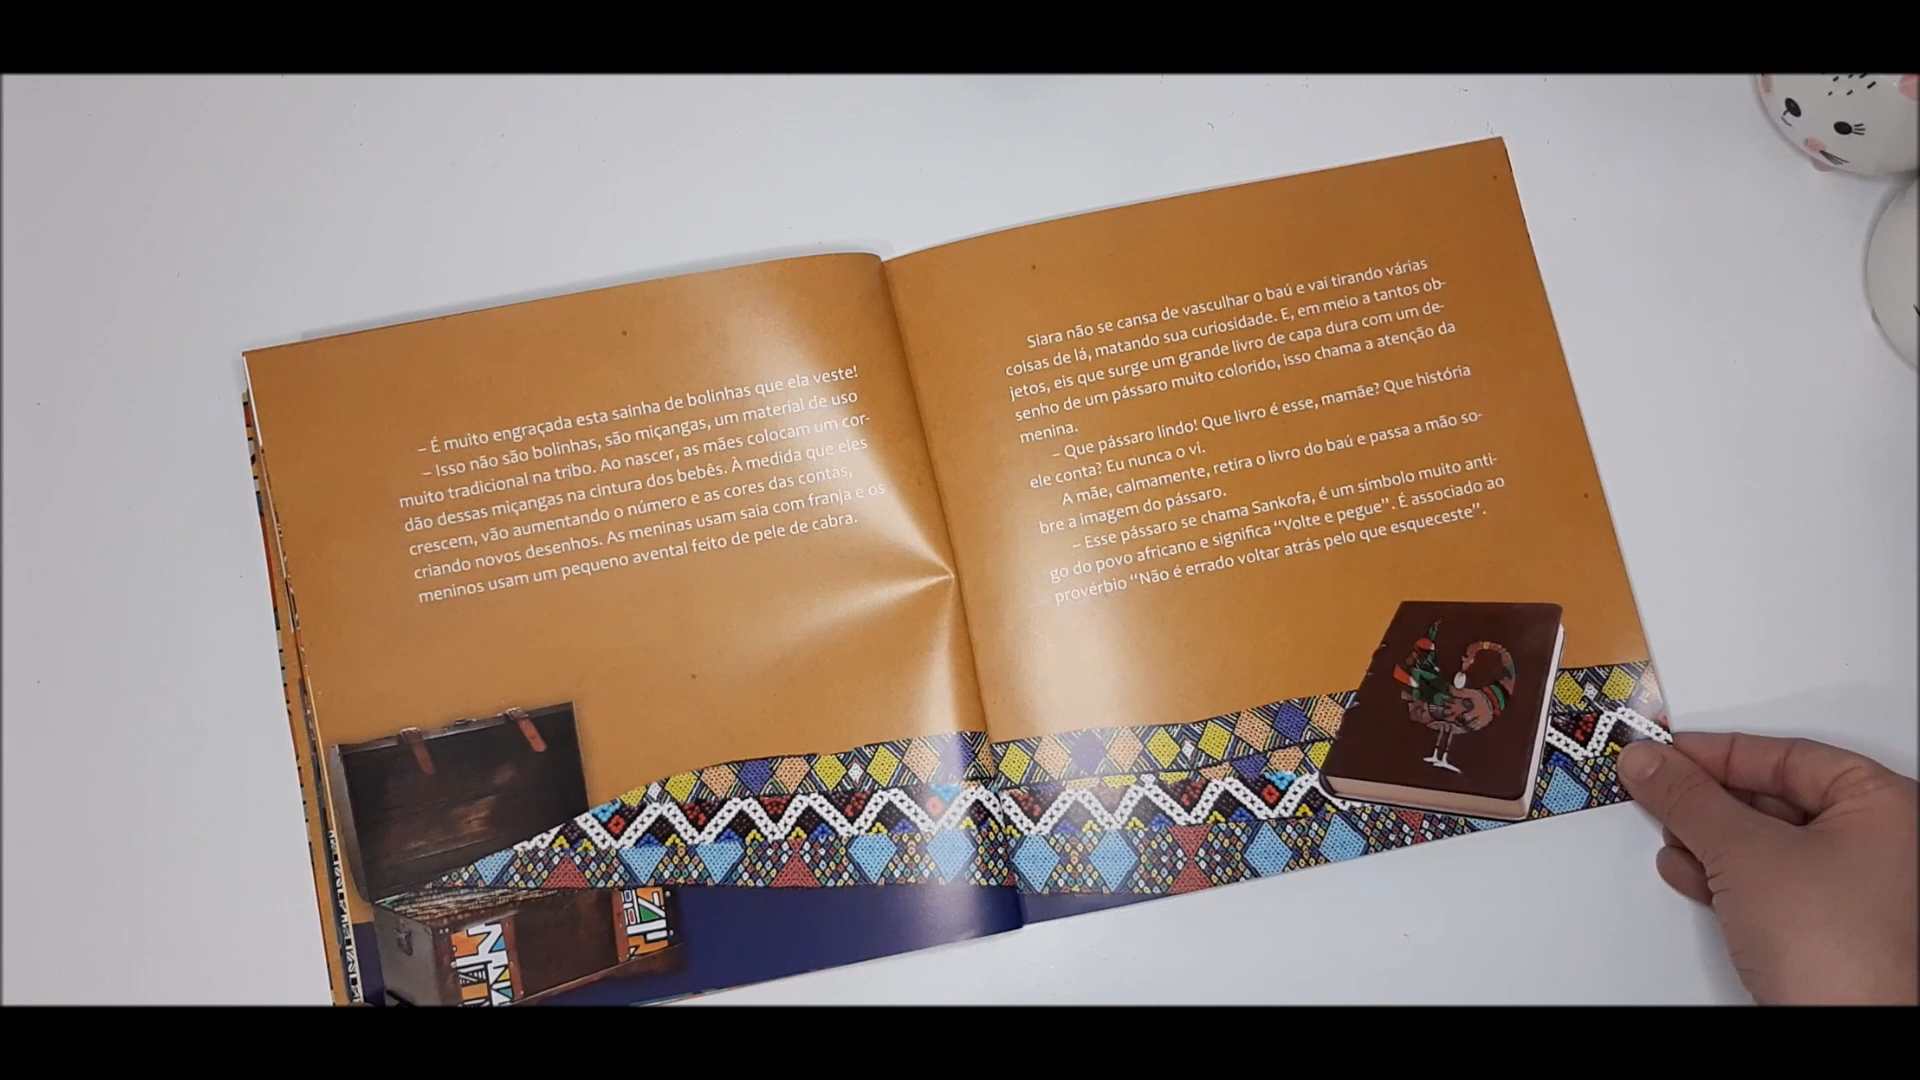 – É muito engraçada esta sainha de bolinhas que ela veste!
– Isso não são bolinhas, são miçangas, um material de uso
muito tradicional na tribo. Ao nascer, as mães colocam um cor-
dão dessas miçangas na cintura dos bebês. À medida que eles
crescem, vão aumentando o número e as cores das contas,
criando novos desenhos. As meninas usam saia com franja e os
meninos usam um pequeno avental feito de pele de cabra.
Siara não se cansa de vasculhar o baú e vai tirando várias
coisas de lá, matando sua curiosidade. E, em meio a tantos ob-
jetos, eis que surge um grande livro de capa dura com um de-
senho de um pássaro muito colorido, isso chama a atenção da
menina.
– Que pássaro lindo! Que livro é esse, mamãe? Que história
ele conta? Eu nunca o vi.
A mãe, calmamente, retira o livro do baú e passa a mão so-
bre a imagem do pássaro.
– Esse pássaro se chama Sankofa, é um símbolo muito anti-
go do povo africano e significa “Volte e pegue”. É associado ao
provérbio “Não é errado voltar atrás pelo que esqueceste”.